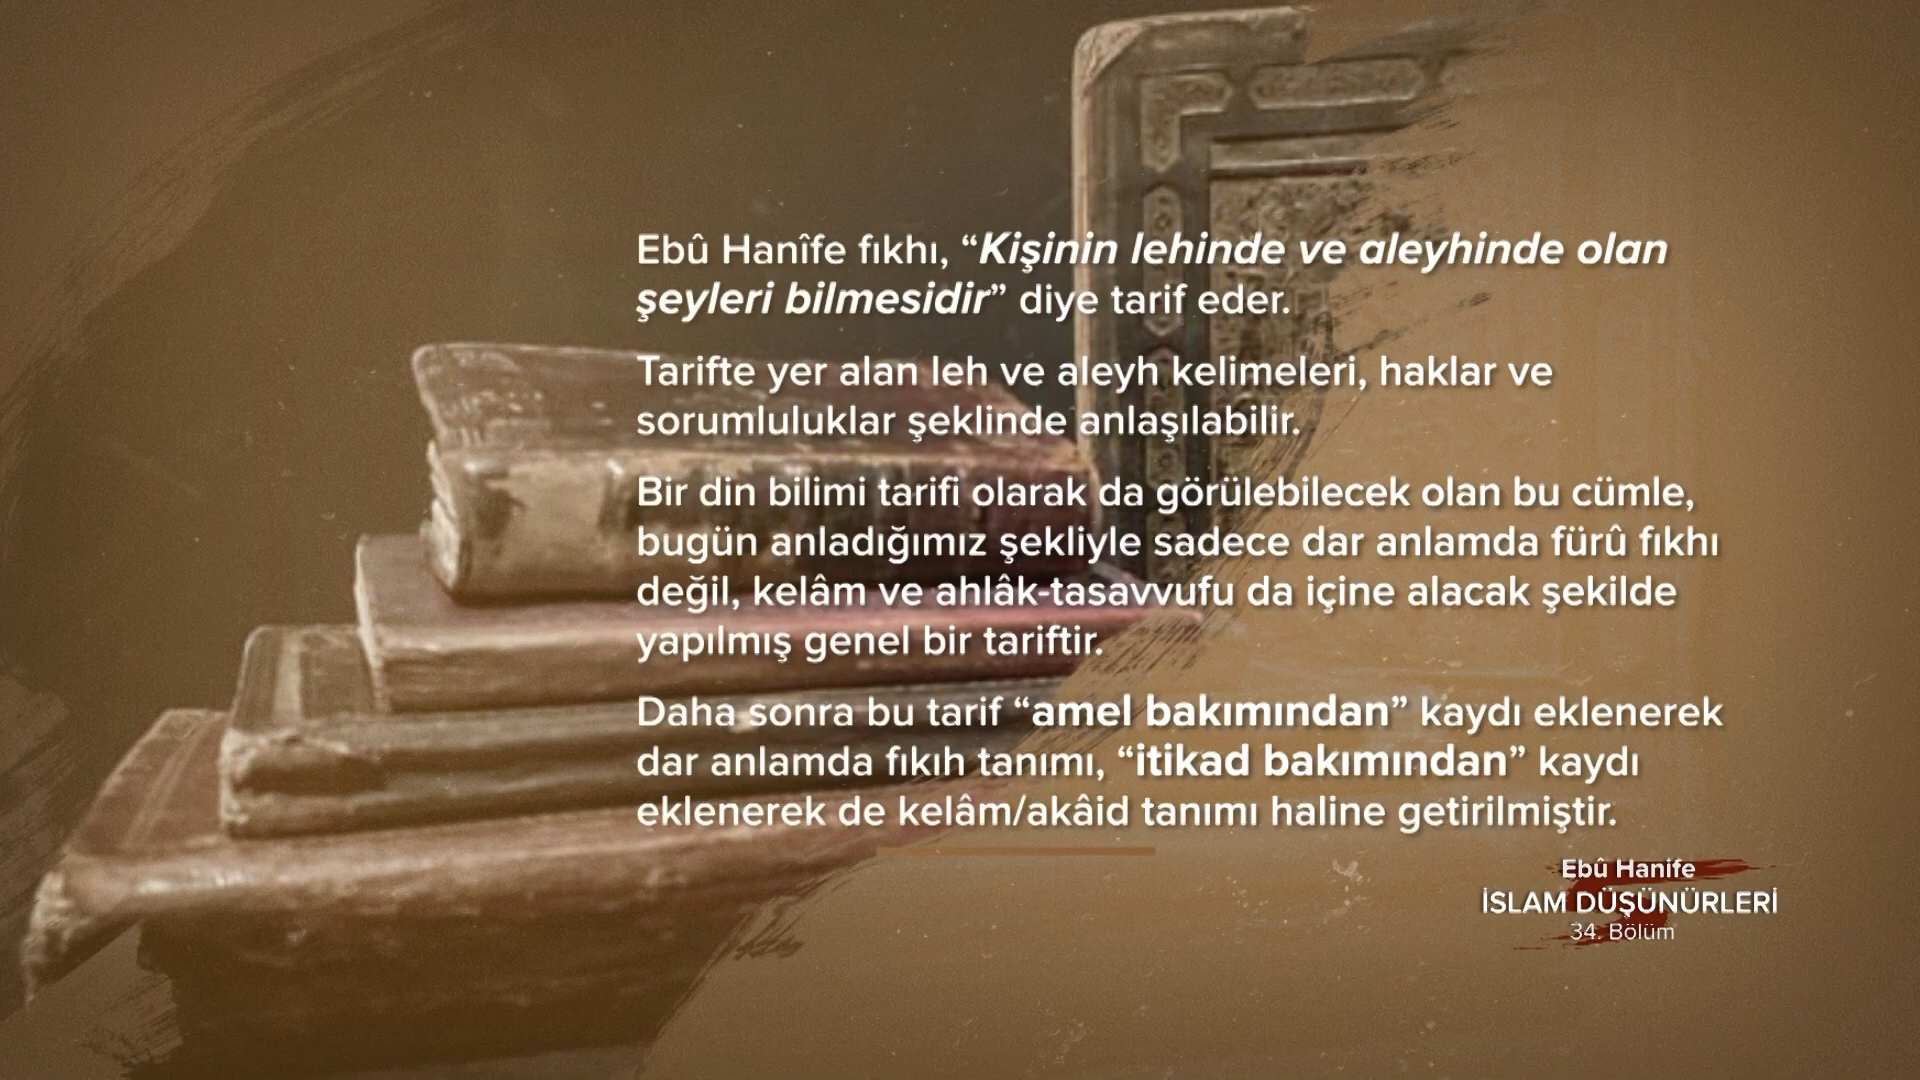 Ebû Hanîfe fıkhı, “Kişinin lehinde ve aleyhinde olan
şeyleri bilmesidir” diye tarif eder.
Tarifte yer alan leh ve aleyh kelimeleri, haklar ve
sorumluluklar şeklinde anlaşılabilir.
Bir din bilimi tarifi olarak da görülebilecek olan bu cümle,
bugün anladığımız şekliyle sadece dar anlamda fürû fıkhı
değil, kelâm ve ahlâk-tasavvufu da içine alacak şekilde
yapılmış genel bir tariftir.
Daha sonra bu tarif “amel bakımından” kaydı eklenerek
dar anlamda fıkıh tanımı, “itikad bakımından” kaydı
eklenerek de kelâm/akâid tanımı haline getirilmiştir.
Ebû Hanife
İSLAM DÜŞÜNÜRLERİ
34. Bölüm